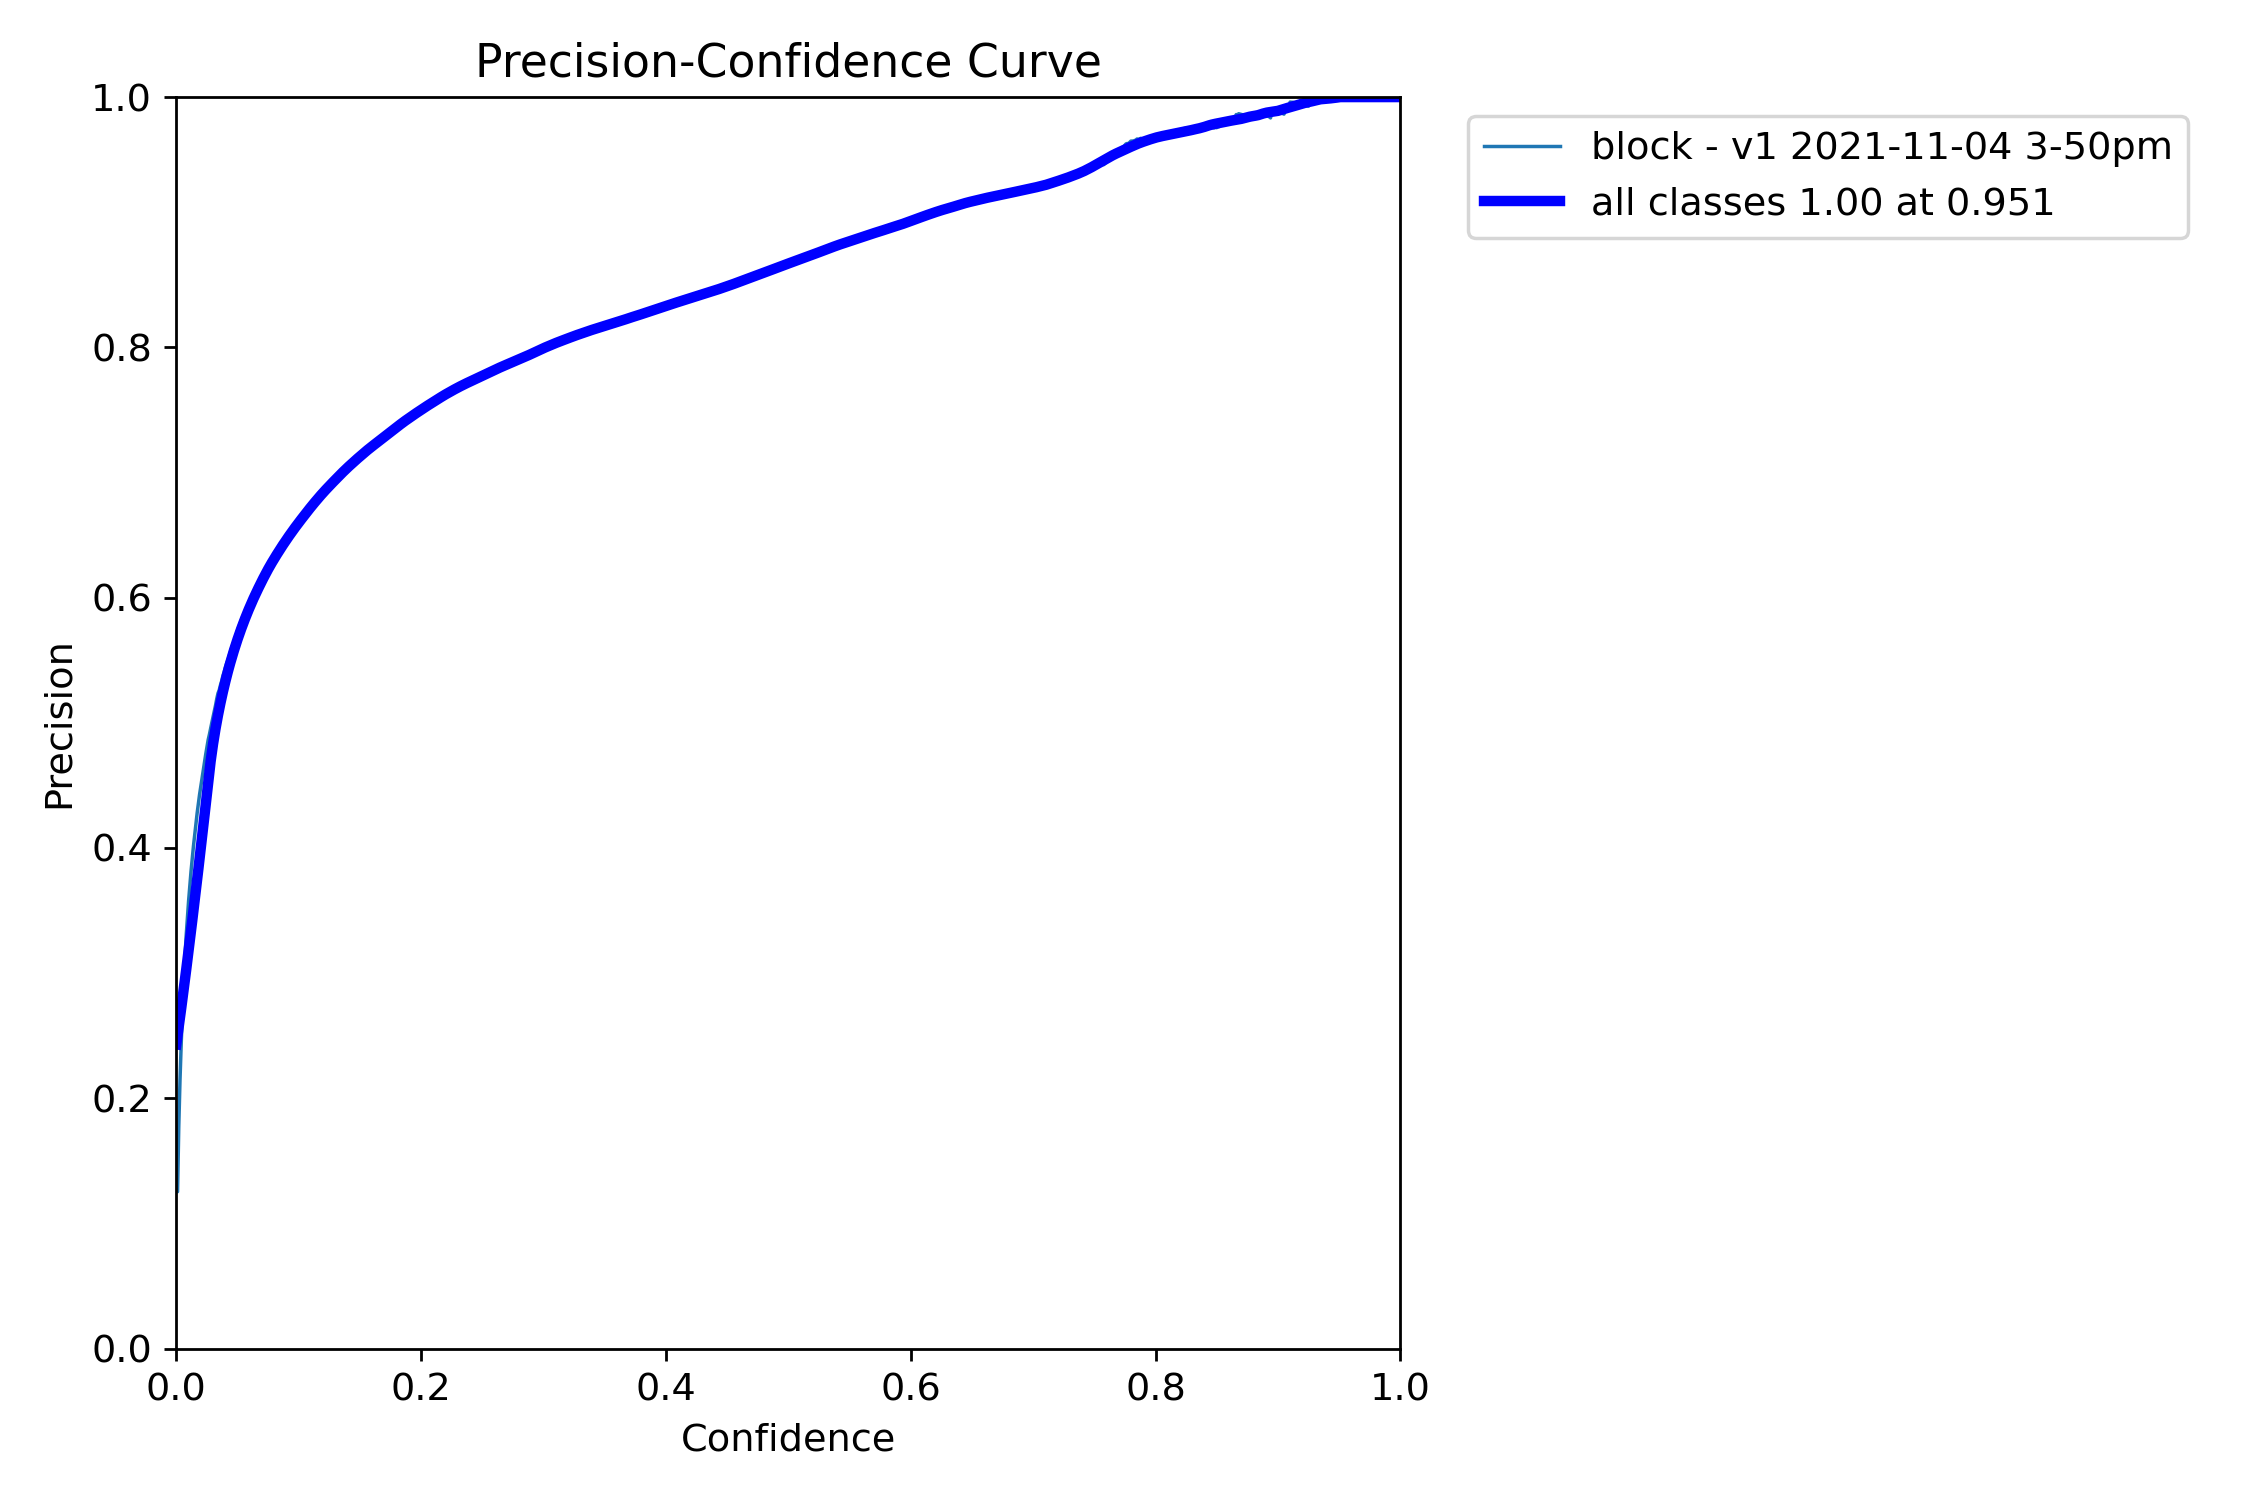 Precision-Confidence Curve
1.0
0.8
0.6
0.4
0.2
0.0
Precision
0.0 0.2 0.4 0.6 0.8 1.0
Confidence
block - v1 2021-11-04 3-50pm
all classes 1.00 at 0.951